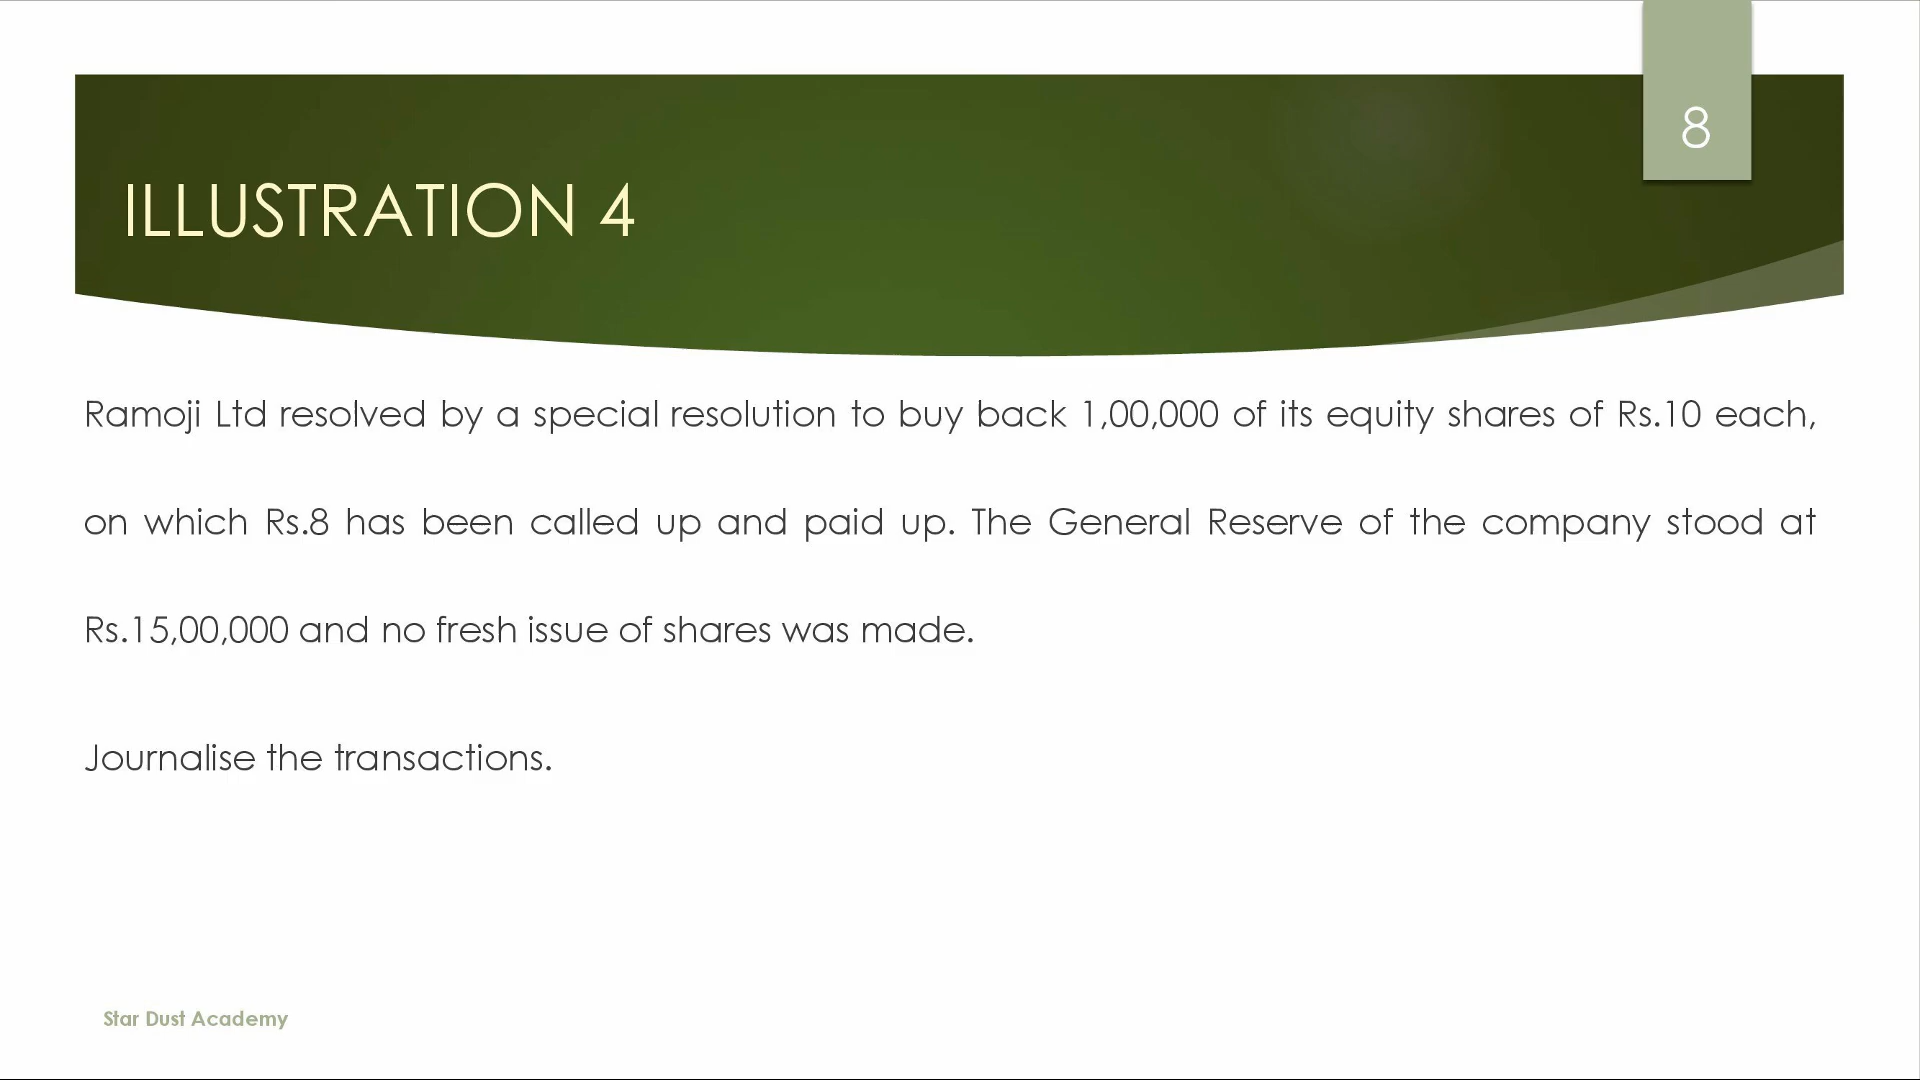 8
ILLUSTRATION 4
Ramoji Ltd resolved by a special resolution to buy back 1,00,000 of its equity shares of Rs.10 each,
on which Rs.8 has been called up and paid up. The General Reserve of the company stood at
Rs.15,00,000 and no fresh issue of shares was made.
Journalise the transactions.
Star Dust Academy